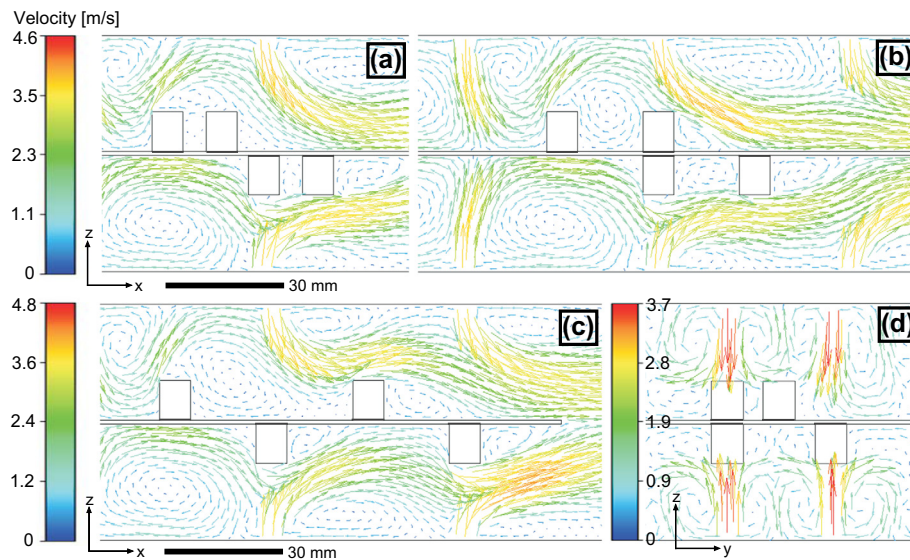 Velocity [m/s]
4.6
3.5
2.3
1.1
0
(a)
(b)
z
x
30 mm
4.8
3.6
2.4
1.2
0
(c)
z
x
30 mm
3.7
2.8
1.9
0.9
0
(d)
z
y